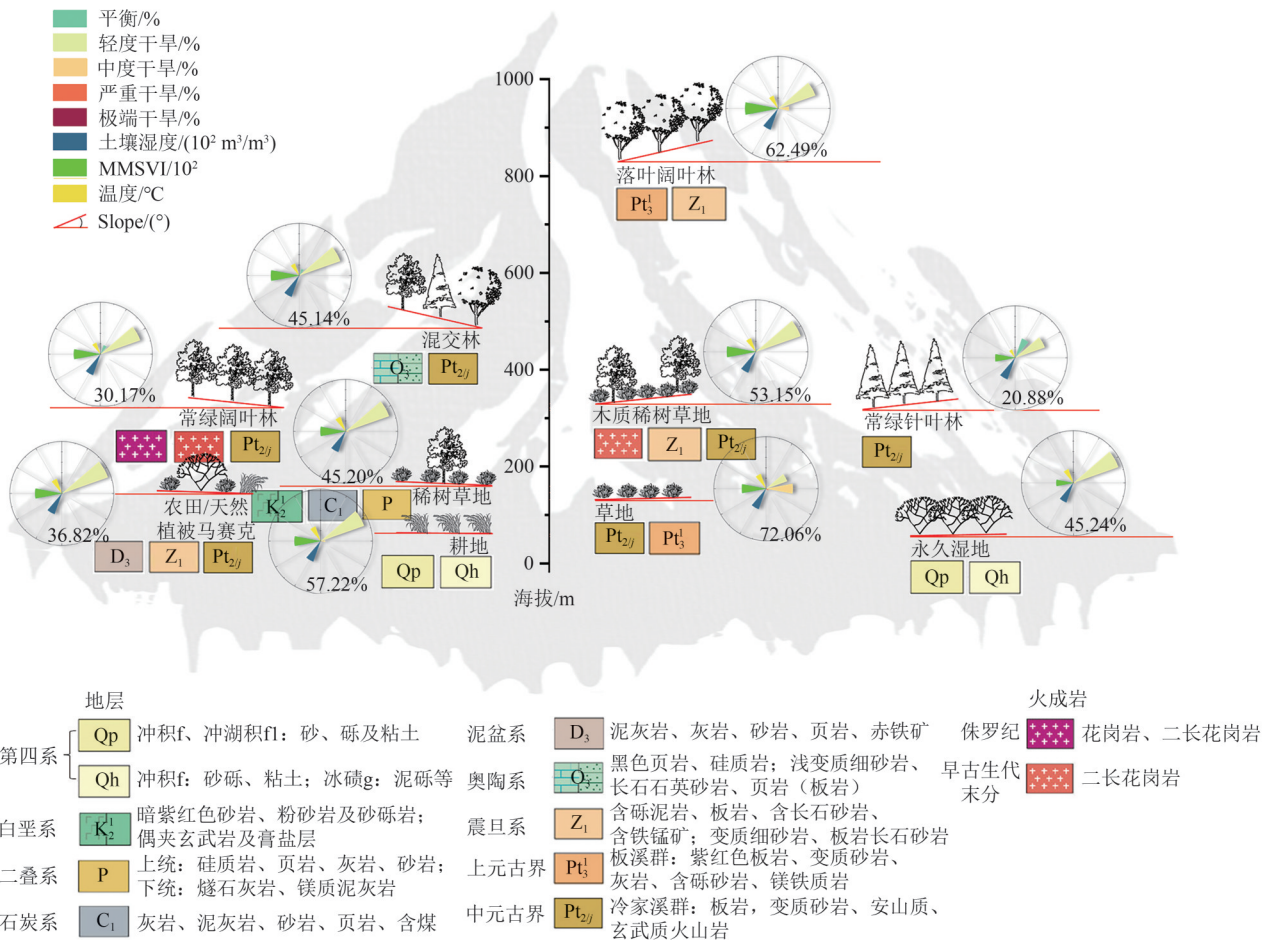 平衡/%
轻度干旱/%
中度干旱/%
严重干旱/%
极端干旱/%
土壤湿度/(10² m³/m³)
MMSVI/10²
温度/℃
Slope/(°)
1000
800
600
400
200
0
海拔/m
62.49%
落叶阔叶林
Pt₃¹
Z₁
45.14%
混交林
O₃
Pt₂/j
30.17%
常绿阔叶林
Pt₂/j
45.20%
稀树草地
K₂¹
C₁
P
36.82%
农田/天然
植被马赛克
D₃
Z₁
Pt₂/j
57.22%
耕地
Qp
Qh
53.15%
木质稀树草地
Z₁
Pt₂/j
20.88%
常绿针叶林
Pt₂/j
72.06%
草地
Pt₂/j
Pt₃¹
45.24%
永久湿地
Qp
Qh
地层
第四系
Qp
冲积f、冲湖积fl：砂、砾及粘土
Qh
冲积f：砂砾、粘土；冰碛g：泥砾等
白垩系
K₂¹
暗紫红色砂岩、粉砂岩及砂砾岩；
偶夹玄武岩及膏盐层
二叠系
P
上统：硅质岩、页岩、灰岩、砂岩；
下统：燧石灰岩、镁质泥灰岩
石炭系
C₁
灰岩、泥灰岩、砂岩、页岩、含煤
泥盆系
D₃
泥灰岩、灰岩、砂岩、页岩、赤铁矿
奥陶系
O₃
黑色页岩、硅质岩；浅变质细砂岩、
长石石英砂岩、页岩（板岩）
震旦系
Z₁
含砾泥岩、板岩、含长石砂岩、
含铁锰矿；变质细砂岩、板岩长石砂岩
上元古界
Pt₃¹
板溪群：紫红色板岩、变质砂岩、
灰岩、含砾砂岩、镁铁质岩
中元古界
Pt₂/j
冷家溪群：板岩，变质砂岩、安山质、
玄武质火山岩
火成岩
侏罗纪
花岗岩、二长花岗岩
早古生代
末分
二长花岗岩